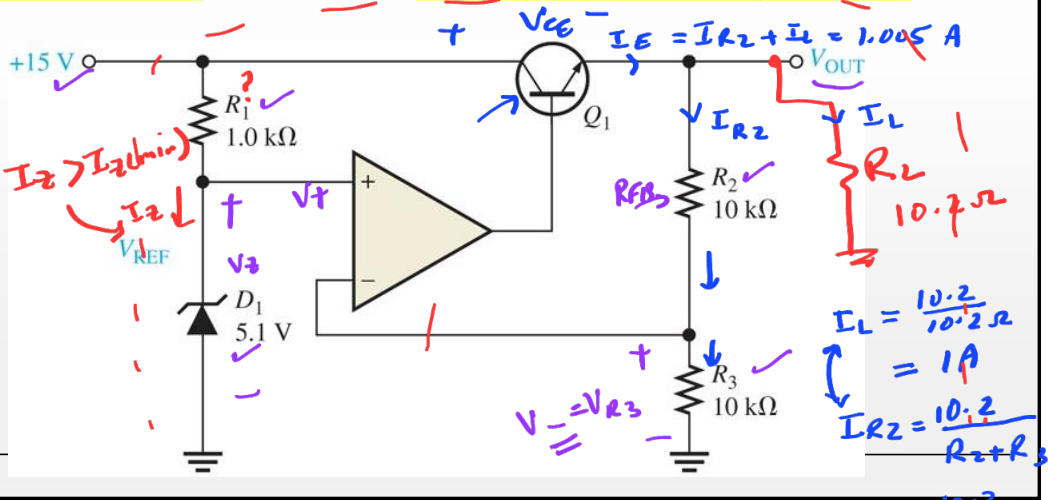 + VCE −
IE = IR2 + IL = 1.005 A
+15 V
VOUT
?
R1
1.0 kΩ
Q1
IR2
IL
Iz > Iz(min)
Iz
VREF
+
V+
+
Vz
−
D1
5.1 V
−
R2
10 kΩ
R2
10.2 Ω
+
R3
10 kΩ
−
V− = VR3
IL = 10.2 / 10.2 Ω
= 1A
IR2 = 10.2 / R2 + R3